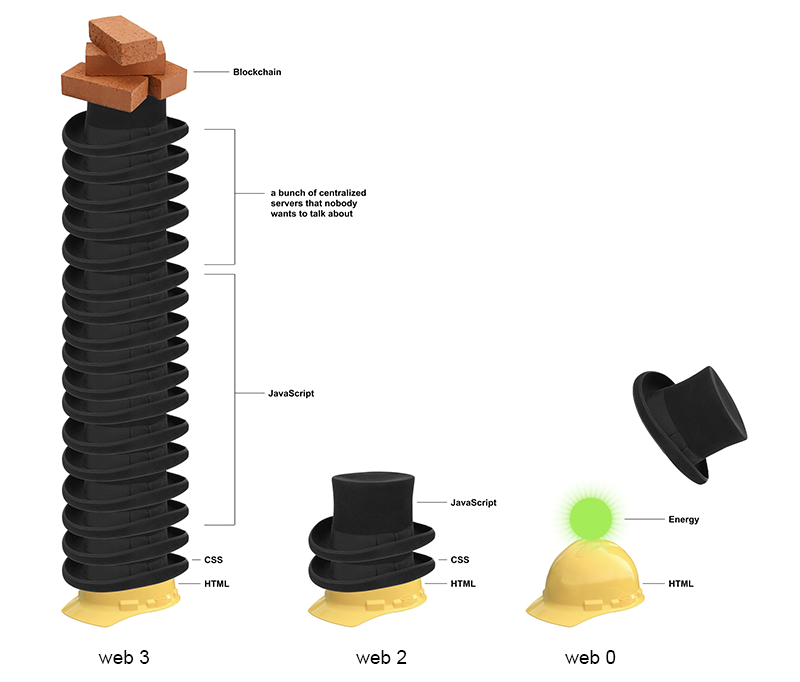 Blockchain
a bunch of centralized
servers that nobody
wants to talk about
JavaScript
CSS
HTML
web 3
JavaScript
CSS
HTML
web 2
Energy
HTML
web 0